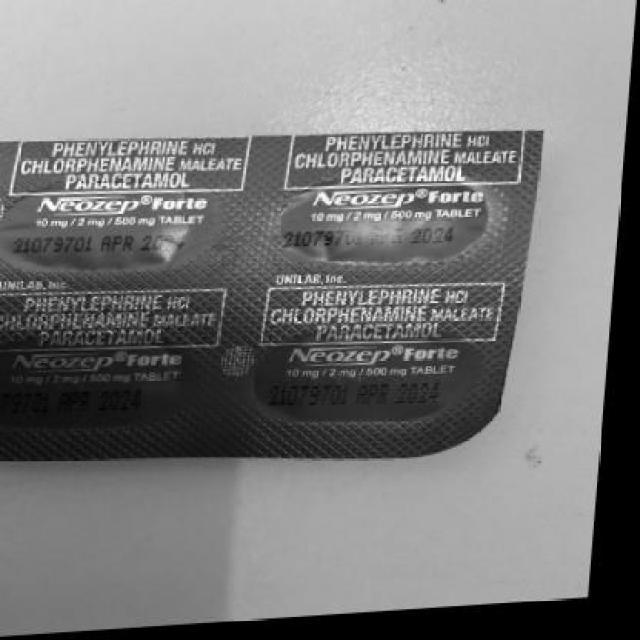 PHENYLEPHRINE HCl
CHLORPHENAMINE MALEATE
PARACETAMOL
Neozep® Forte
10 mg / 2 mg / 500 mg TABLET
21079701 APR
PHENYLEPHRINE HCl
CHLORPHENAMINE MALEATE
PARACETAMOL
Neozep® Forte
10 mg / 2 mg / 500 mg TABLET
APR 2024
UNILAB, Inc.
PHENYLEPHRINE HCl
CHLORPHENAMINE MALEATE
PARACETAMOL
Neozep® Forte
10 mg / 2 mg / 500 mg TABLET
9701 APR 2024
UNILAB, Inc.
PHENYLEPHRINE HCl
CHLORPHENAMINE MALEATE
PARACETAMOL
Neozep® Forte
10 mg / 2 mg / 500 mg TABLET
21079701 APR 2024